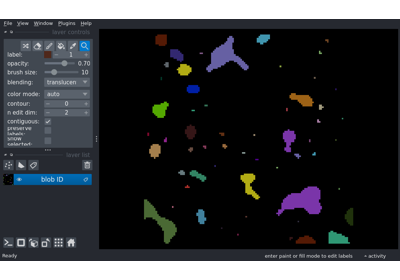 File View Window Plugins Help
layer controls
label: 1
opacity: 0.70
brush size: 10
blending: translucen
color mode: auto
contour: 0
n edit dim: 2
contiguous:
preserve labels:
show selected:
layer list
blob ID
Ready
enter paint or fill mode to edit labels
activity